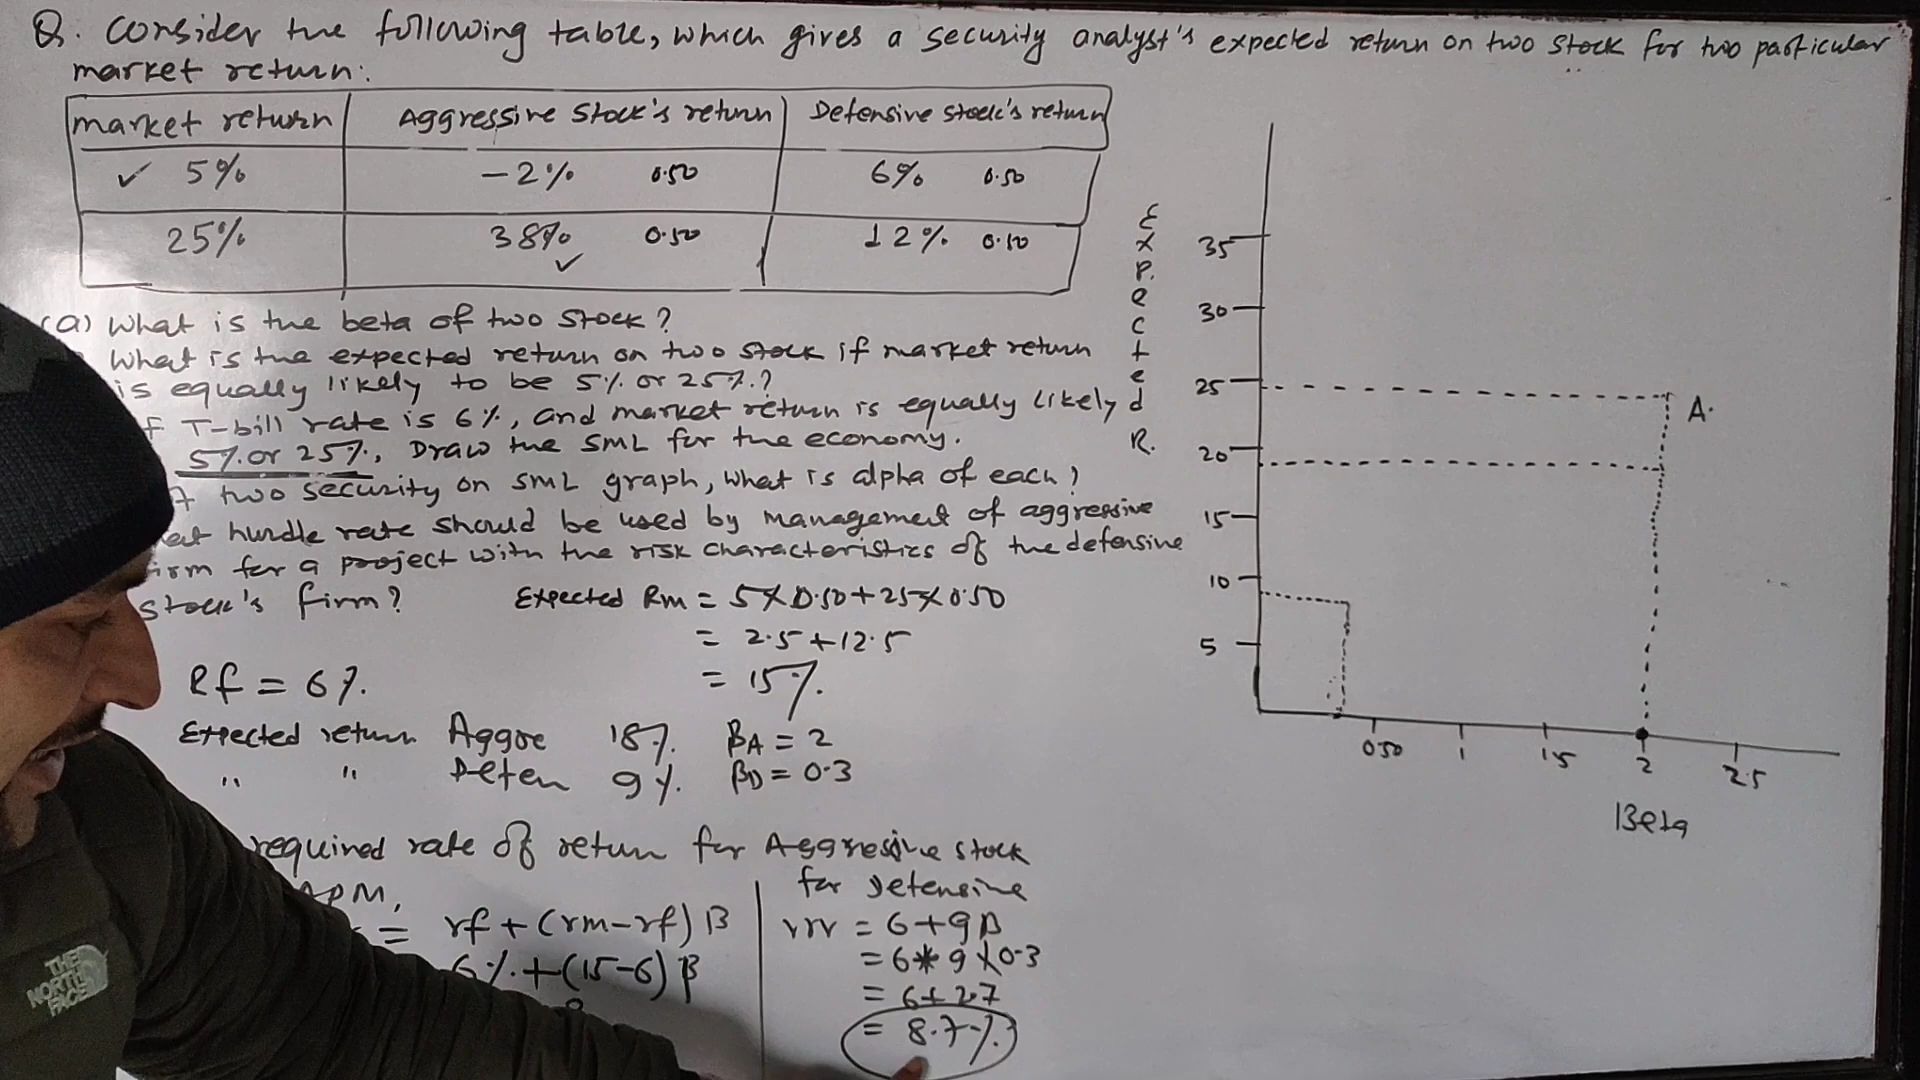 Q. Consider the following table, which gives a security analyst's expected return on two stock for two particular
market return:
market return Aggressive Stock's return Defensive stock's return
✓ 5% -2% 0.50 6% 0.50
25% 38% ✓ 0.50 12% 0.50
(a) What is the beta of two stock?
What is the expected return on two stock if market return
is equally likely to be 5% or 25%?
f T-bill rate is 6%, and market return is equally likely
5% or 25%, Draw the SML for the economy.
two security on SML graph, what is alpha of each?
at hurdle rate should be used by management of aggressive
irm for a project with the risk characteristics of the defensive
stock's firm?
Expected Rm = 5 × 0.50 + 25 × 0.50
= 2.5 + 12.5
= 15%
Rf = 6%
Expected return Aggre 18% βA = 2
" " Defen 9% βD = 0.3
required rate of return for Aggressive stock
APM,
= rf + (rm - rf) β
6% + (15-6) β
for Defensive
rrr = 6 + 9β
= 6 * 9 × 0.3
= 6 + 2.7
= 8.7%
Expected R.
35
30
25
20
15
10
5
A.
0.50 1 1.5 2 2.5
Beta
THE
NORTH
FACE